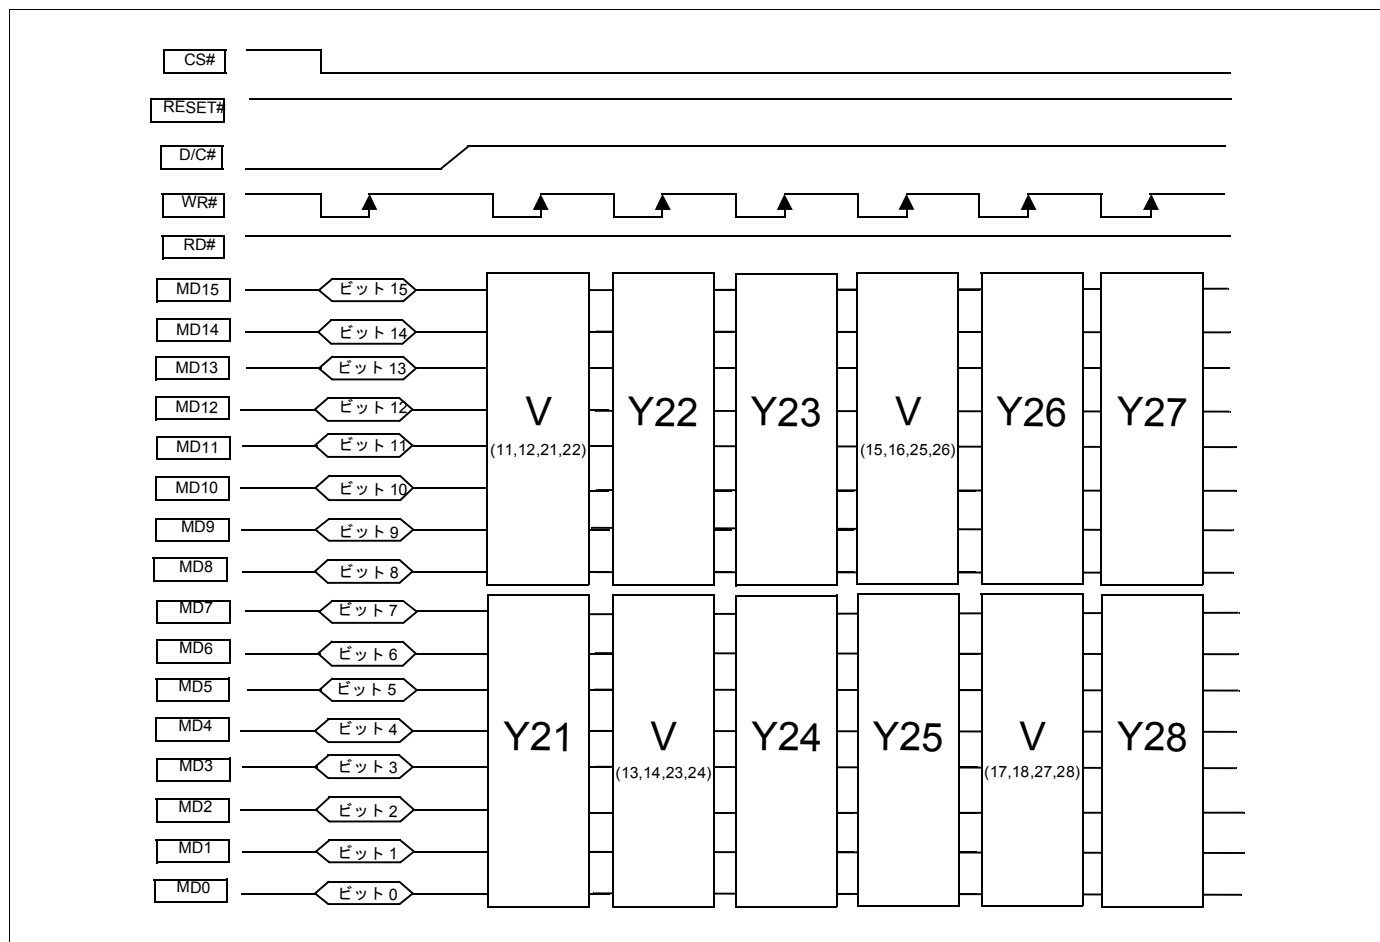 CS#
RESET#
D/C#
WR#
RD#
MD15 ビット 15
MD14 ビット 14
MD13 ビット 13
MD12 ビット 12 V Y22 Y23 V Y26 Y27
MD11 ビット 11 (11,12,21,22) (15,16,25,26)
MD10 ビット 10
MD9 ビット 9
MD8 ビット 8
MD7 ビット 7
MD6 ビット 6
MD5 ビット 5
MD4 ビット 4 Y21 V Y24 Y25 V Y28
MD3 ビット 3 (13,14,23,24) (17,18,27,28)
MD2 ビット 2
MD1 ビット 1
MD0 ビット 0